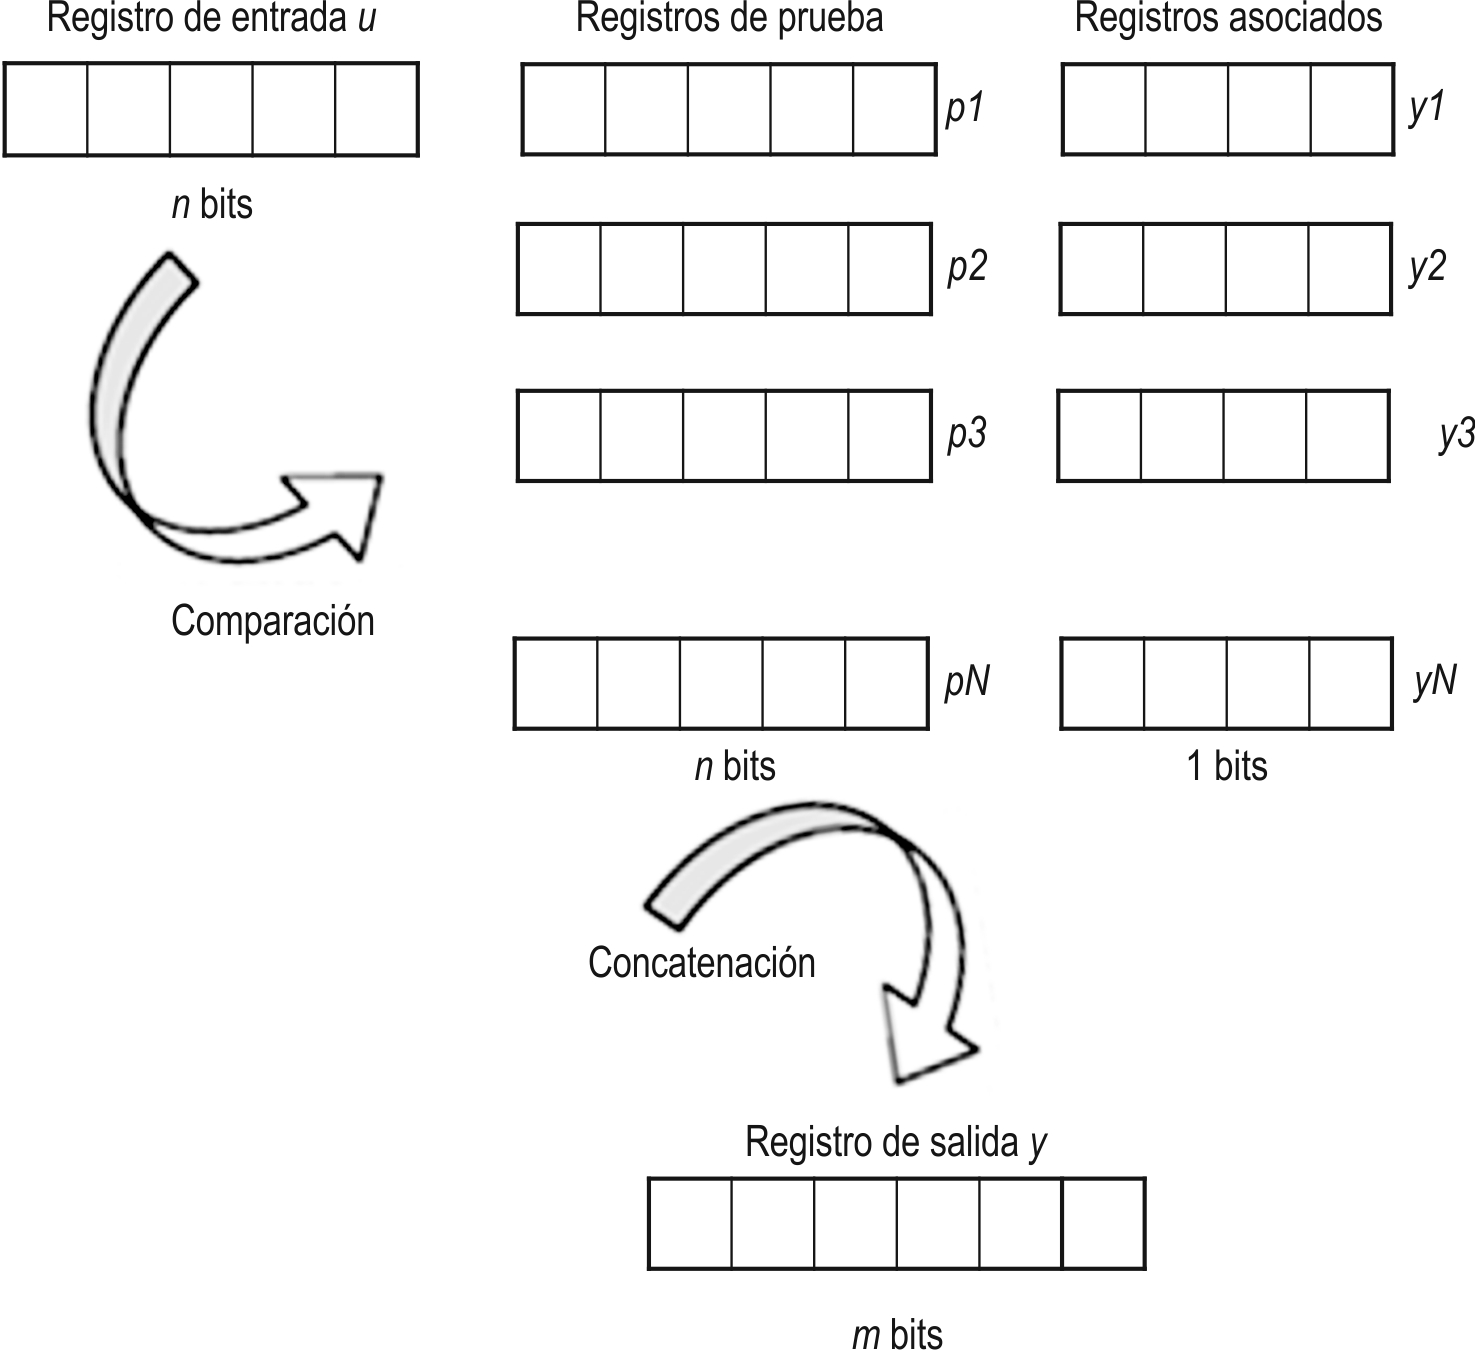 Registro de entrada u
Registros de prueba
Registros asociados
p1
y1
n bits
p2
y2
p3
y3
Comparación
pN
yN
n bits
1 bits
Concatenación
Registro de salida y
m bits